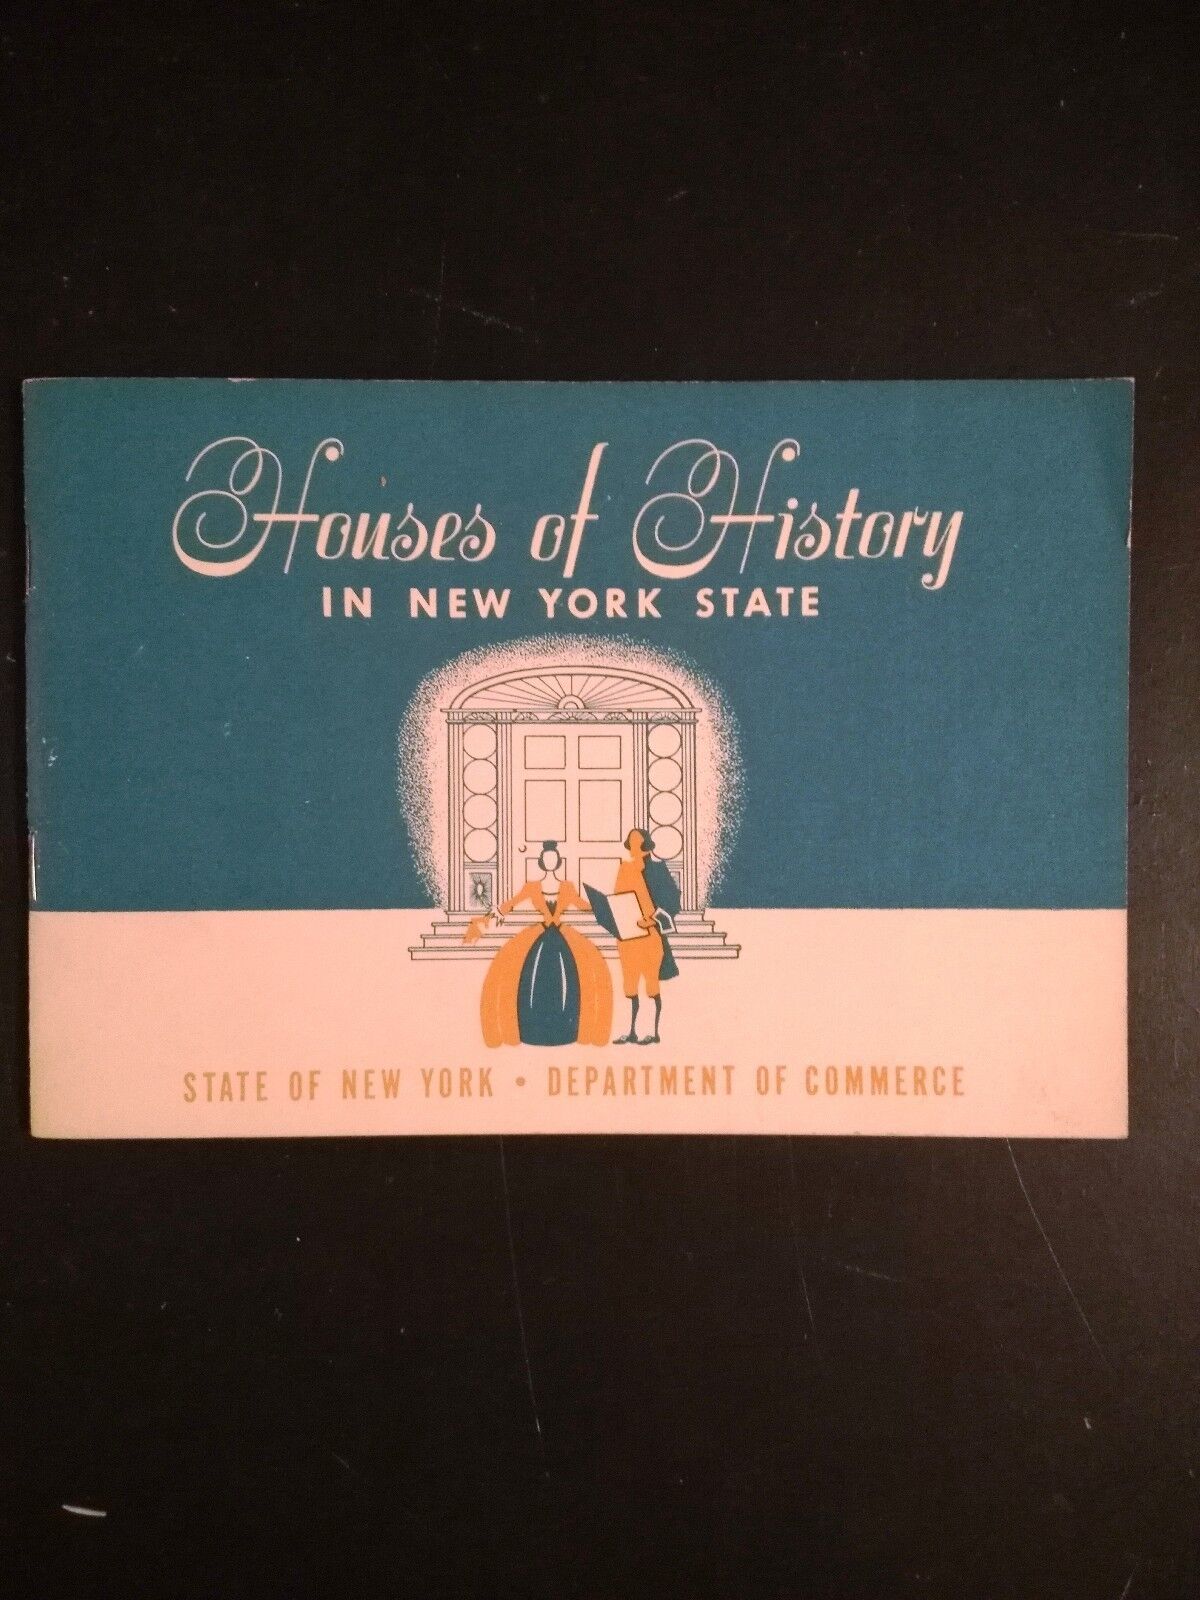 Houses of History
IN NEW YORK STATE
STATE OF NEW YORK • DEPARTMENT OF COMMERCE